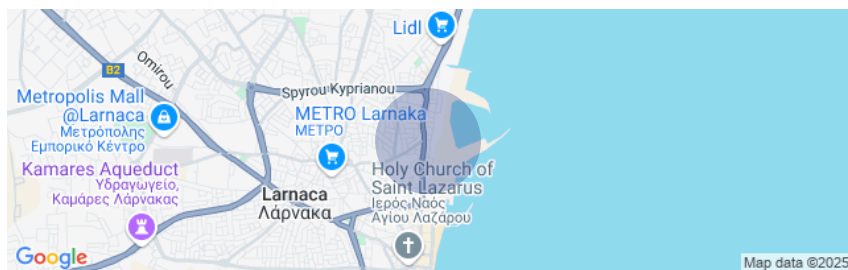 Lidl
Omirou
B2
Spyrou Kyprianou
Metropolis Mall
@Larnaca
Μετρόπολης
Εμπορικό Κέντρο
METRO Larnaka
ΜΕΤΡΟ
Kamares Aqueduct
Υδραγωγείο,
Καμάρες Λάρνακας
Larnaca
Λάρνακα
Holy Church of
Saint Lazarus
Ιερός Ναός
Αγίου Λαζάρου
Google
Map data ©2025